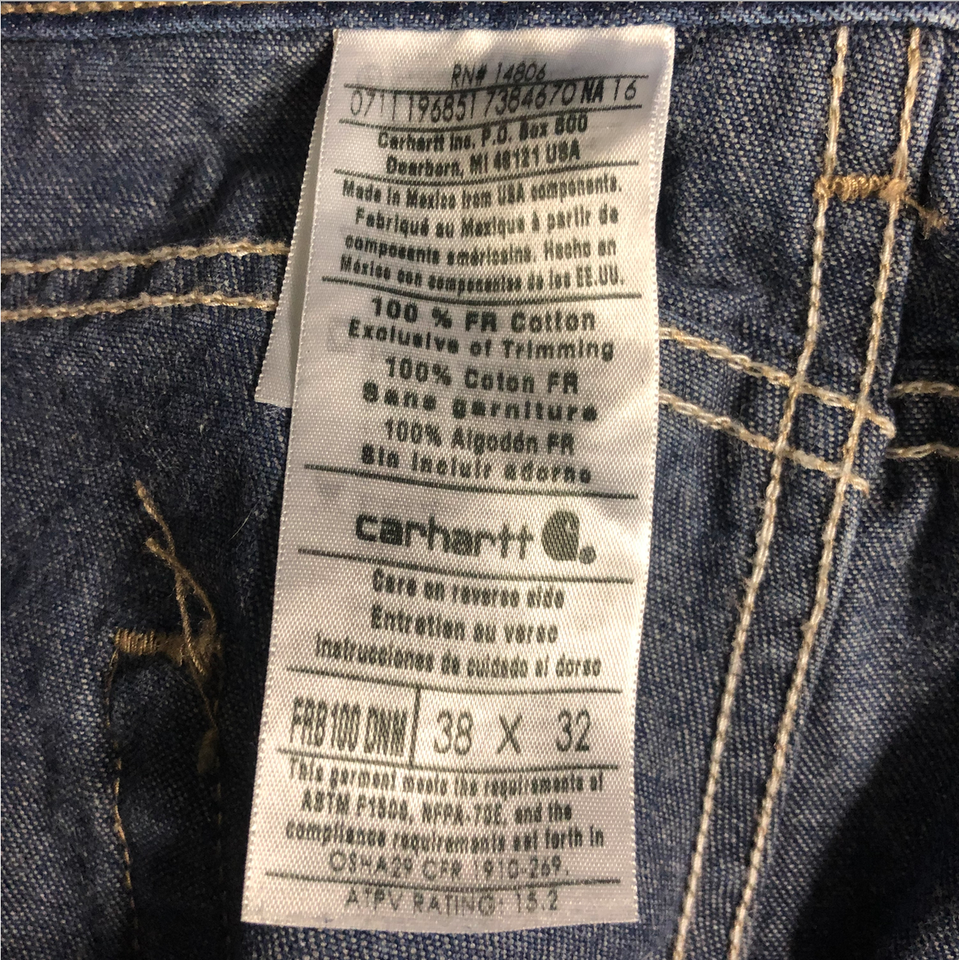 RN# 14806
0711 196851 7384670 NA 16
Carhartt Inc. P.O. Box 600
Dearborn, MI 48121 USA
Made in Mexico from USA components.
Fabriqué au Mexique à partir de
composants américains. Hecho en
México con componentes de los EE.UU.
100 % FR Cotton
Exclusive of Trimming
100% Coton FR
Sans garniture
100% Algodón FR
Sin incluir adorno
carhartt
Care on reverse side
Entretien au verso
Instrucciones de cuidado al dorso
FRB100 DNM 38 X 32
This garment meets the requirements of
ASTM F1506, NFPA-70E, and the
compliance requirements set forth in
OSHA29 CFR 1910-269.
ATPV RATING: 15.2